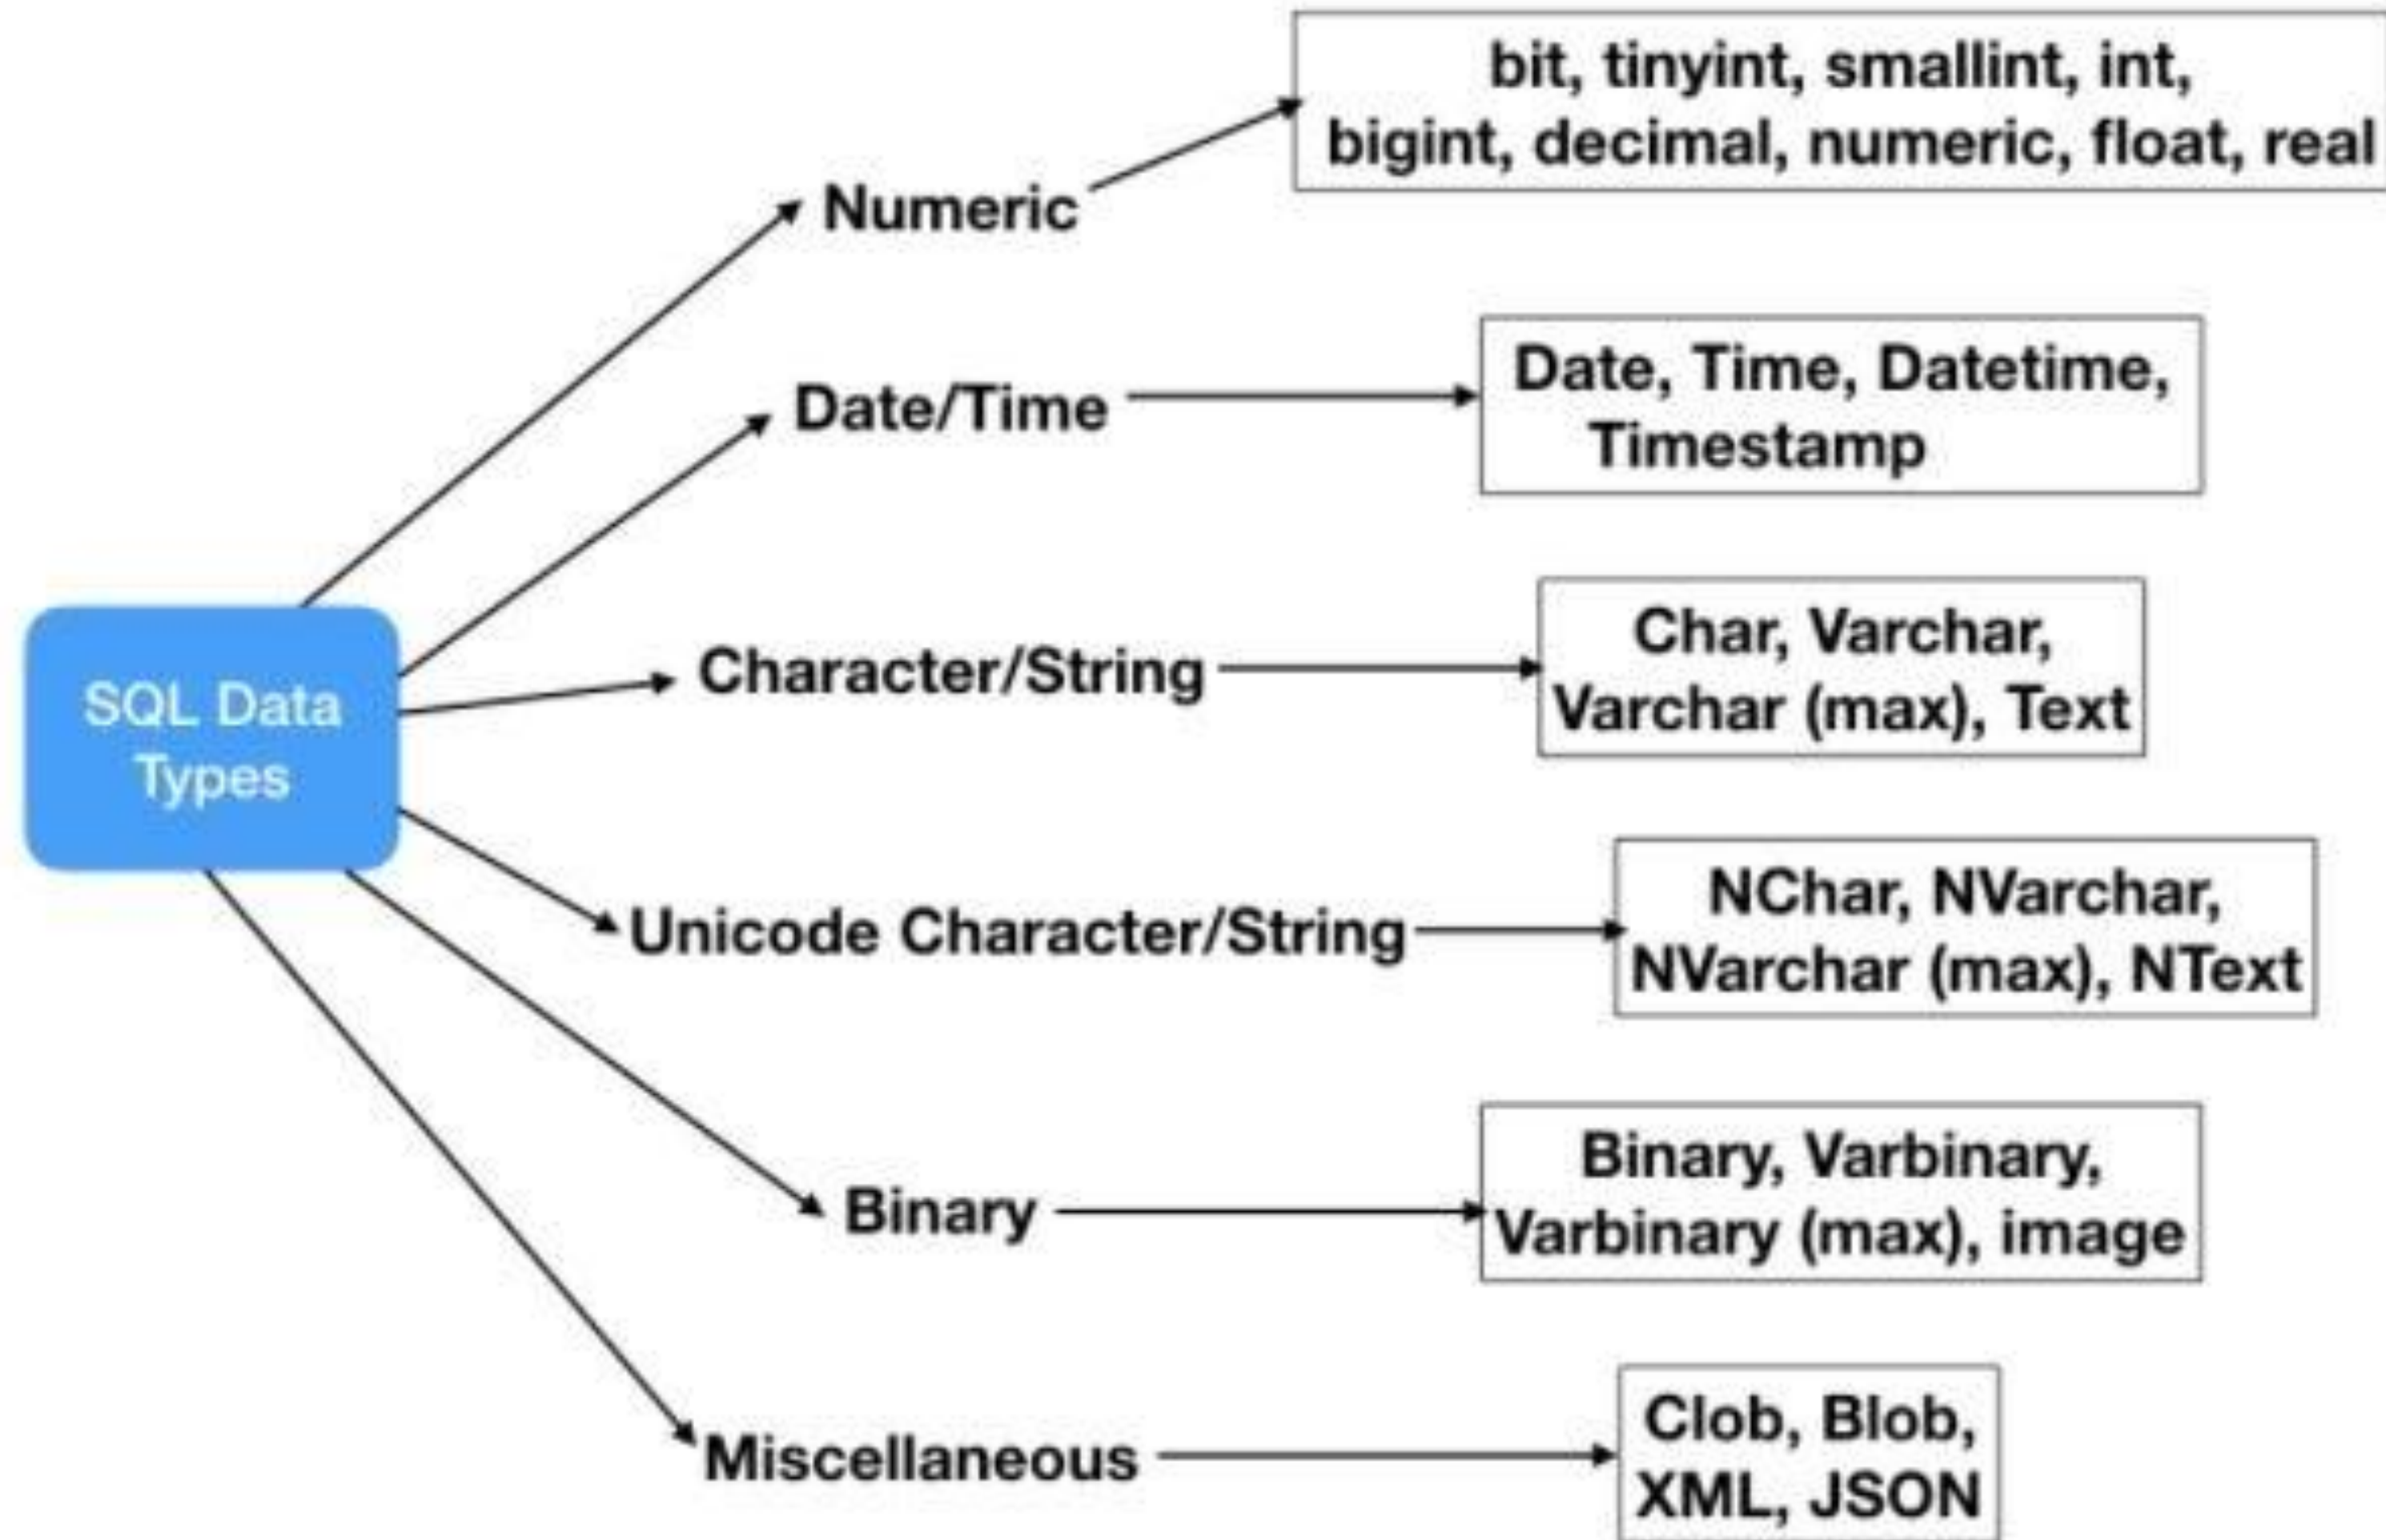 bit, tinyint, smallint, int,
bigint, decimal, numeric, float, real
Numeric
Date, Time, Datetime,
Timestamp
Date/Time
Char, Varchar,
Varchar (max), Text
Character/String
SQL Data
Types
NChar, NVarchar,
NVarchar (max), NText
Unicode Character/String
Binary, Varbinary,
Varbinary (max), image
Binary
Clob, Blob,
XML, JSON
Miscellaneous